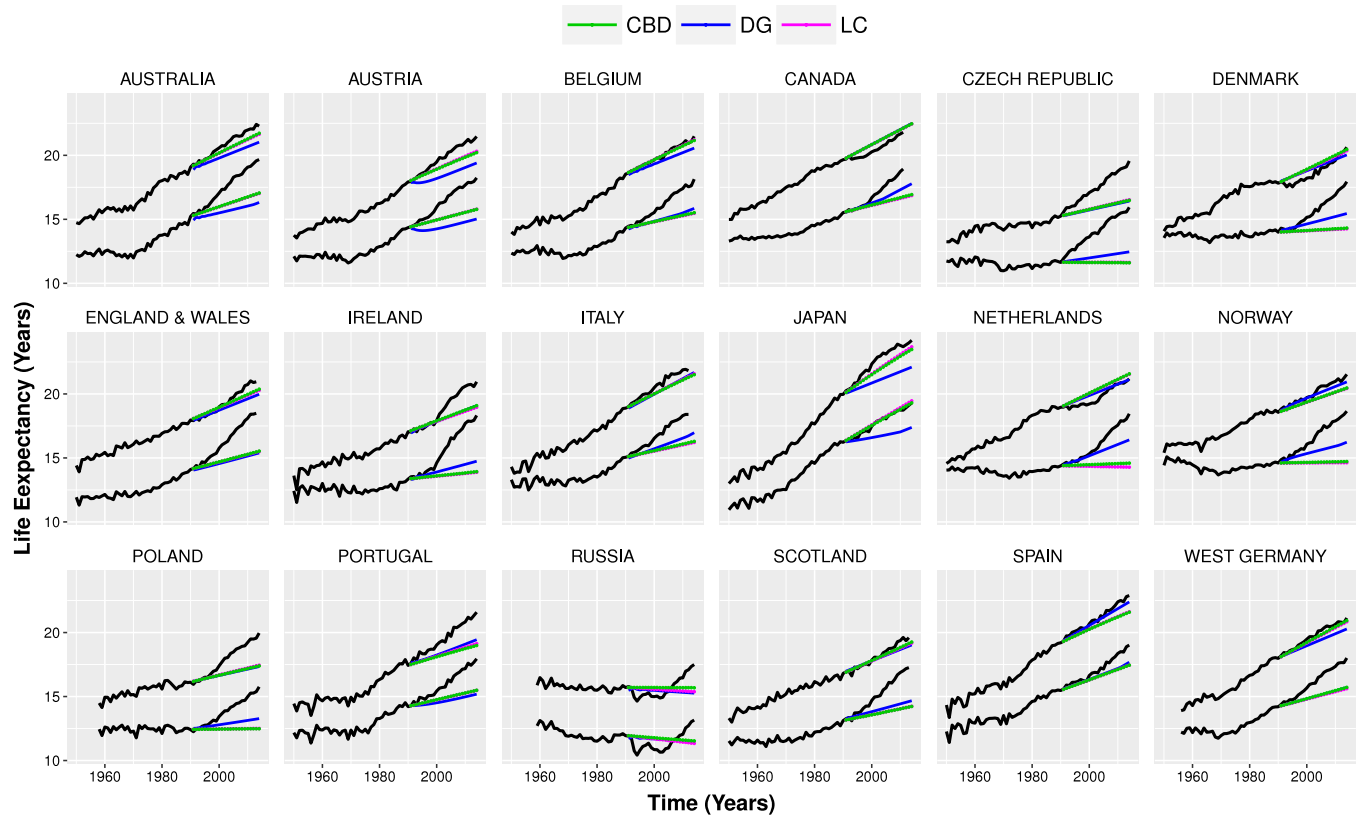 CBD DG LC
AUSTRALIA AUSTRIA BELGIUM CANADA CZECH REPUBLIC DENMARK
20
15
10
ENGLAND & WALES IRELAND ITALY JAPAN NETHERLANDS NORWAY
20
15
10
POLAND PORTUGAL RUSSIA SCOTLAND SPAIN WEST GERMANY
20
15
10
1960 1980 2000 1960 1980 2000 1960 1980 2000 1960 1980 2000 1960 1980 2000 1960 1980 2000
Time (Years)
Life Eexpectancy (Years)